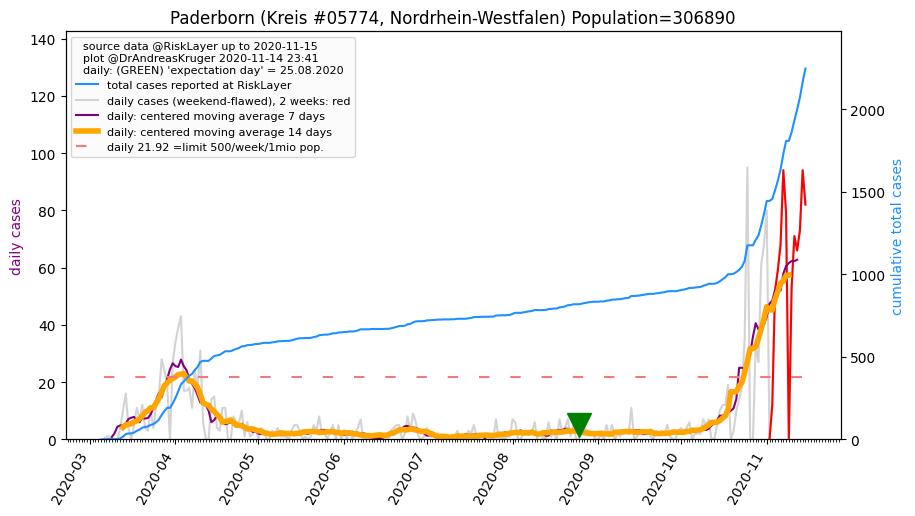 Paderborn (Kreis #05774, Nordrhein-Westfalen) Population=306890
source data @RiskLayer up to 2020-11-15
plot @DrAndreasKruger 2020-11-14 23:41
daily: (GREEN) 'expectation day' = 25.08.2020
total cases reported at RiskLayer
daily cases (weekend-flawed), 2 weeks: red
daily: centered moving average 7 days
daily: centered moving average 14 days
daily 21.92 =limit 500/week/1mio pop.
daily cases
140
120
100
80
60
40
20
0
cumulative total cases
2000
1500
1000
500
0
2020-03
2020-04
2020-05
2020-06
2020-07
2020-08
2020-09
2020-10
2020-11